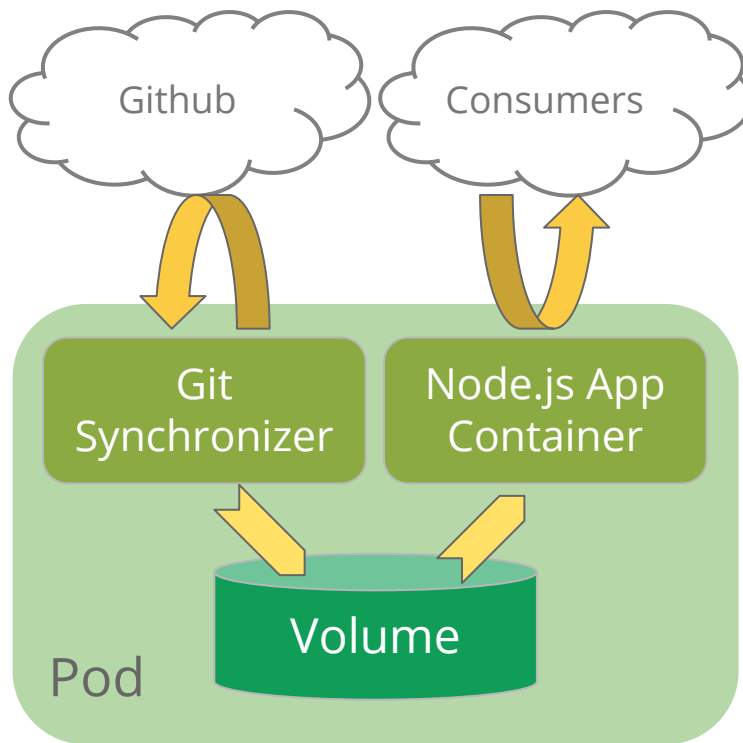 Github
Consumers
Git
Synchronizer
Node.js App
Container
Volume
Pod